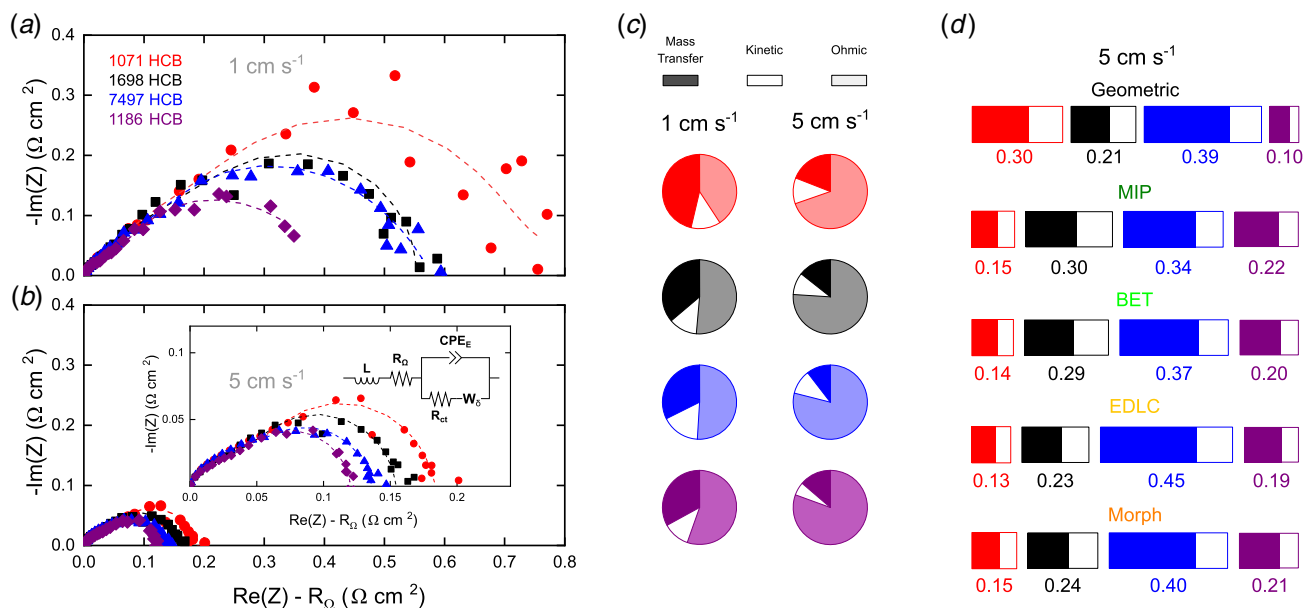 (a)
0.4
0.3
0.2
0.1
0.0
-Im(Z) (Ω cm ²)
1071 HCB
1698 HCB
7497 HCB
1186 HCB
1 cm s⁻¹
(b)
0.4
0.3
0.2
0.1
0.0
-Im(Z) (Ω cm ²)
5 cm s⁻¹
0.1
0.05
0.0
-Im(Z) (Ω cm ²)
0.0
0.05
0.1
0.2
Re(Z) - R_Ω (Ω cm ²)
L
R_Ω
CPE_E
R_ct
W_δ
0.0
0.1
0.2
0.3
0.4
0.5
0.6
0.7
0.8
Re(Z) - R_Ω (Ω cm ²)
(c)
Mass
Transfer
Kinetic
Ohmic
1 cm s⁻¹
5 cm s⁻¹
(d)
5 cm s⁻¹
Geometric
0.30
0.21
0.39
0.10
MIP
0.15
0.30
0.34
0.22
BET
0.14
0.29
0.37
0.20
EDLC
0.13
0.23
0.45
0.19
Morph
0.15
0.24
0.40
0.21